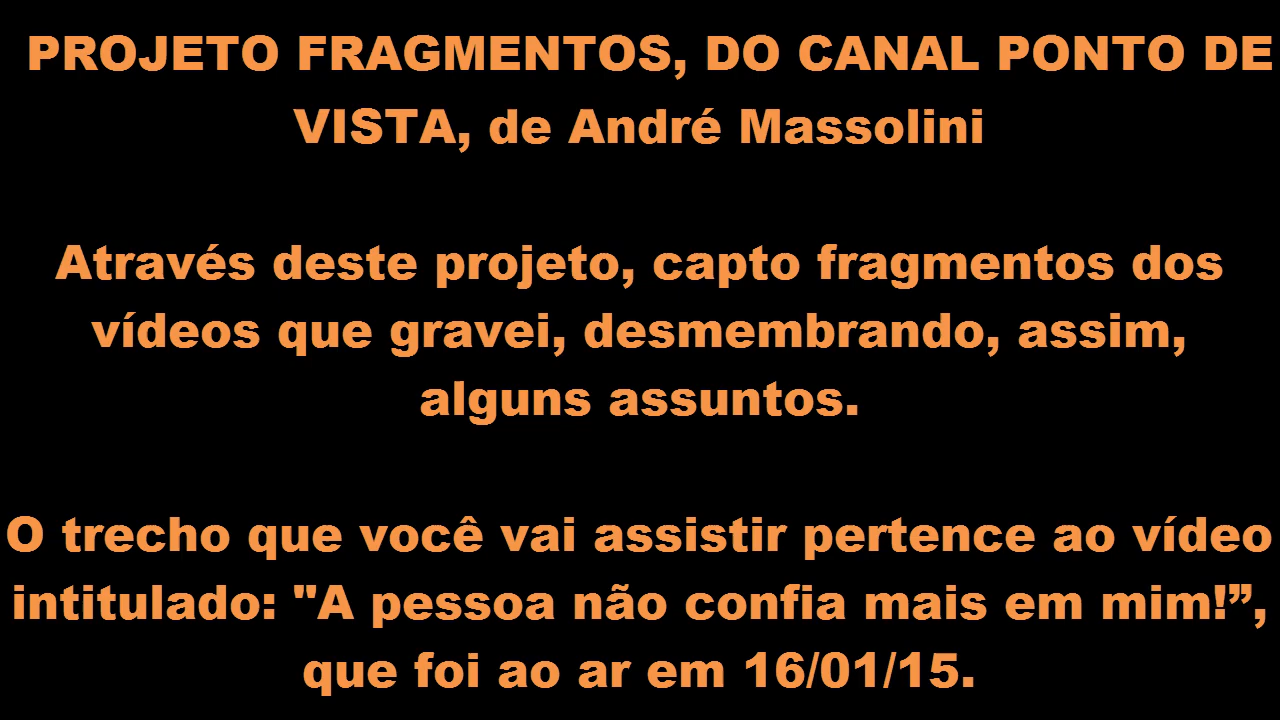 PROJETO FRAGMENTOS, DO CANAL PONTO DE
VISTA, de André Massolini
Através deste projeto, capto fragmentos dos
vídeos que gravei, desmembrando, assim,
alguns assuntos.
O trecho que você vai assistir pertence ao vídeo
intitulado: "A pessoa não confia mais em mim!”,
que foi ao ar em 16/01/15.